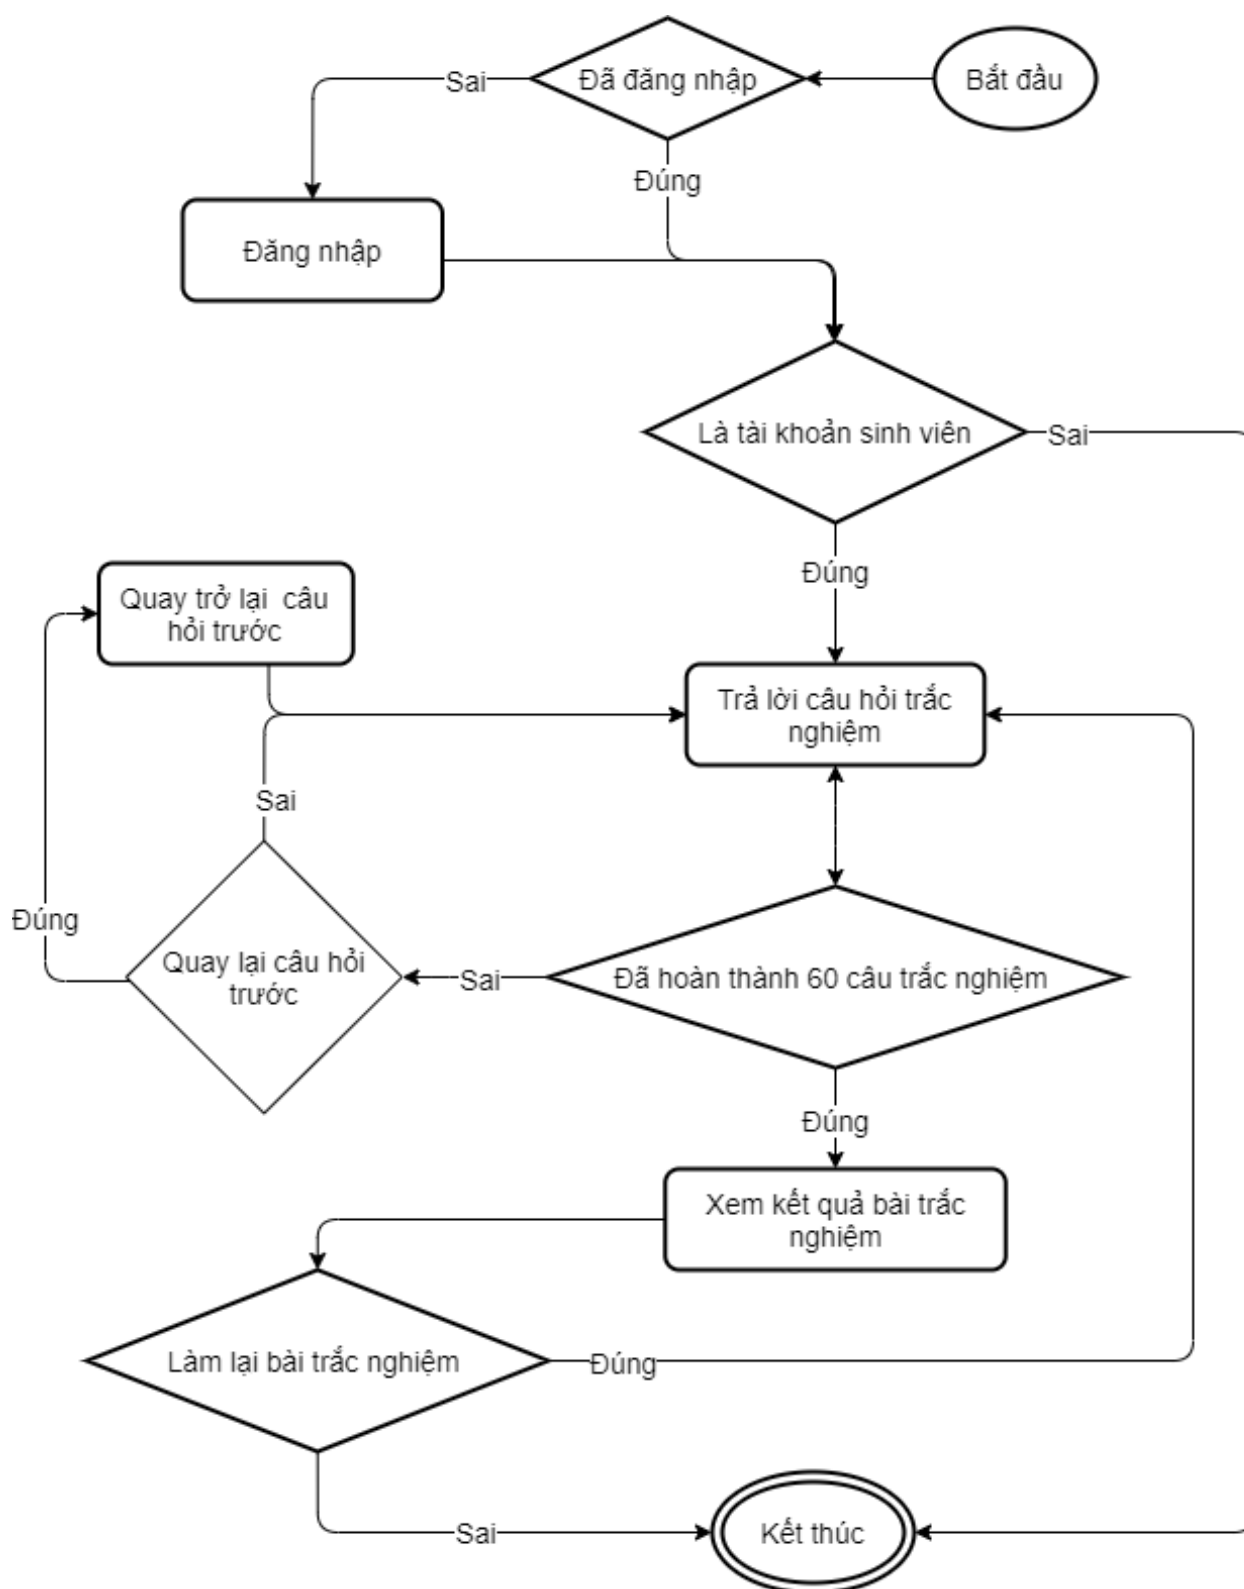 Đã đăng nhập
Bắt đầu
Sai
Đúng
Đăng nhập
Là tài khoản sinh viên
Sai
Đúng
Quay trở lại câu
hỏi trước
Trả lời câu hỏi trắc
nghiệm
Sai
Đúng
Quay lại câu hỏi
trước
Sai
Đã hoàn thành 60 câu trắc nghiệm
Đúng
Xem kết quả bài trắc
nghiệm
Làm lại bài trắc nghiệm
Đúng
Sai
Kết thúc